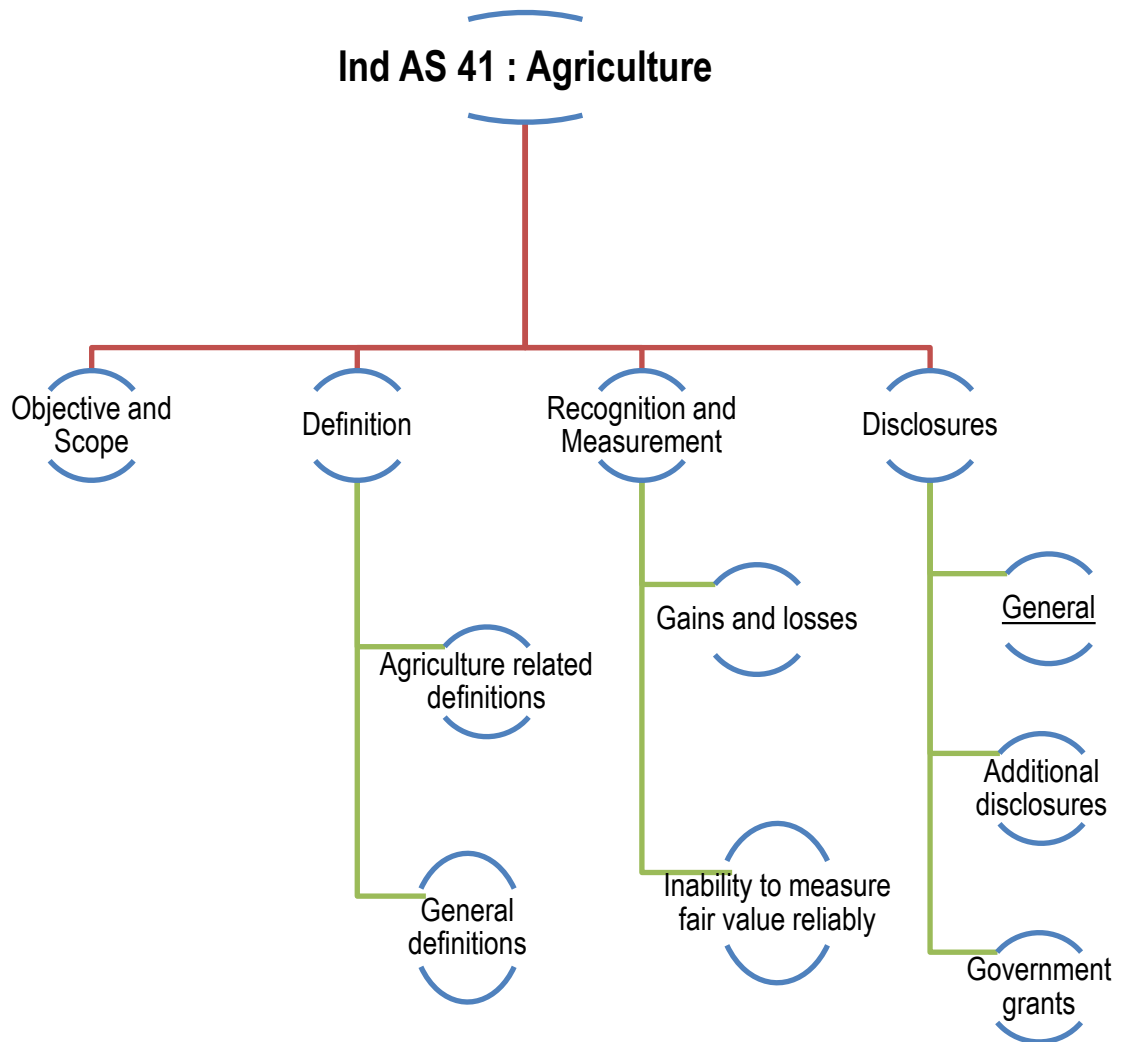 Ind AS 41 : Agriculture
Objective and
Scope
Definition
Recognition and
Measurement
Disclosures
Agriculture related
definitions
General
definitions
Gains and losses
Inability to measure
fair value reliably
General
Additional
disclosures
Government
grants